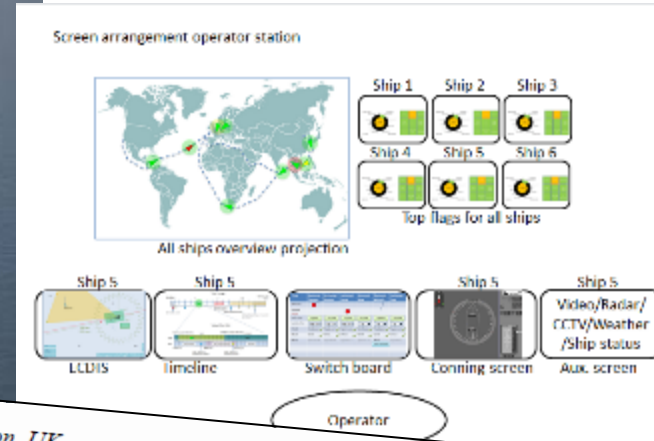 Screen arrangement operator station
Ship 1 Ship 2 Ship 3
Ship 4 Ship 5 Ship 6
Top flags for all ships
All ships overview projection
Ship 5 Ship 5 Ship 5 Ship 5
Video/Radar/
CCTV/Weather
/Ship status
ECDIS Timeline Switch board Conning screen Aux. screen
Operator
on, UK